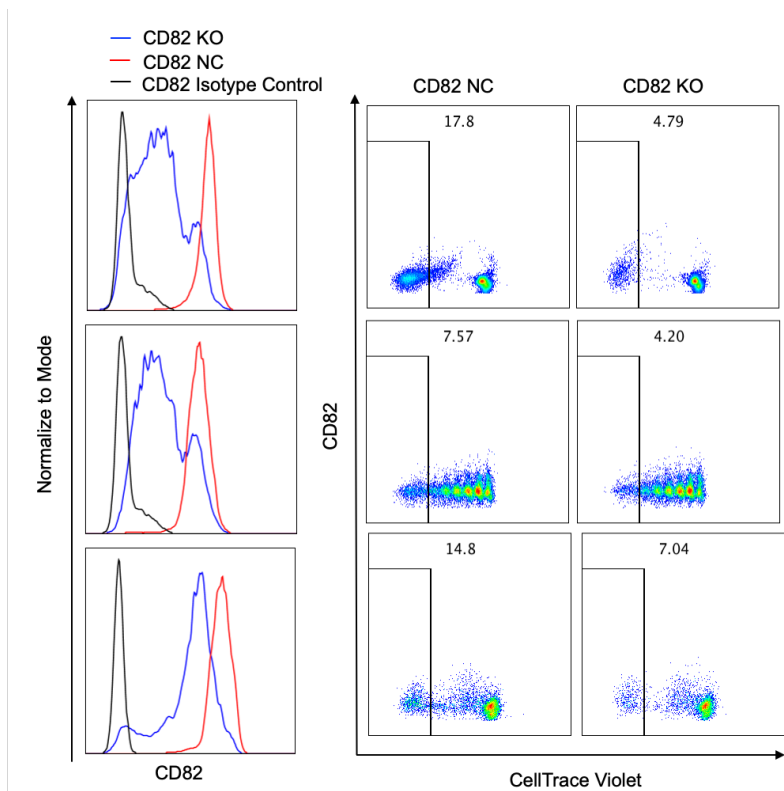 CD82 KO
CD82 NC
CD82 Isotype Control
CD82 NC
CD82 KO
17.8
4.79
7.57
4.20
14.8
7.04
Normalize to Mode
CD82
CD82
CellTrace Violet